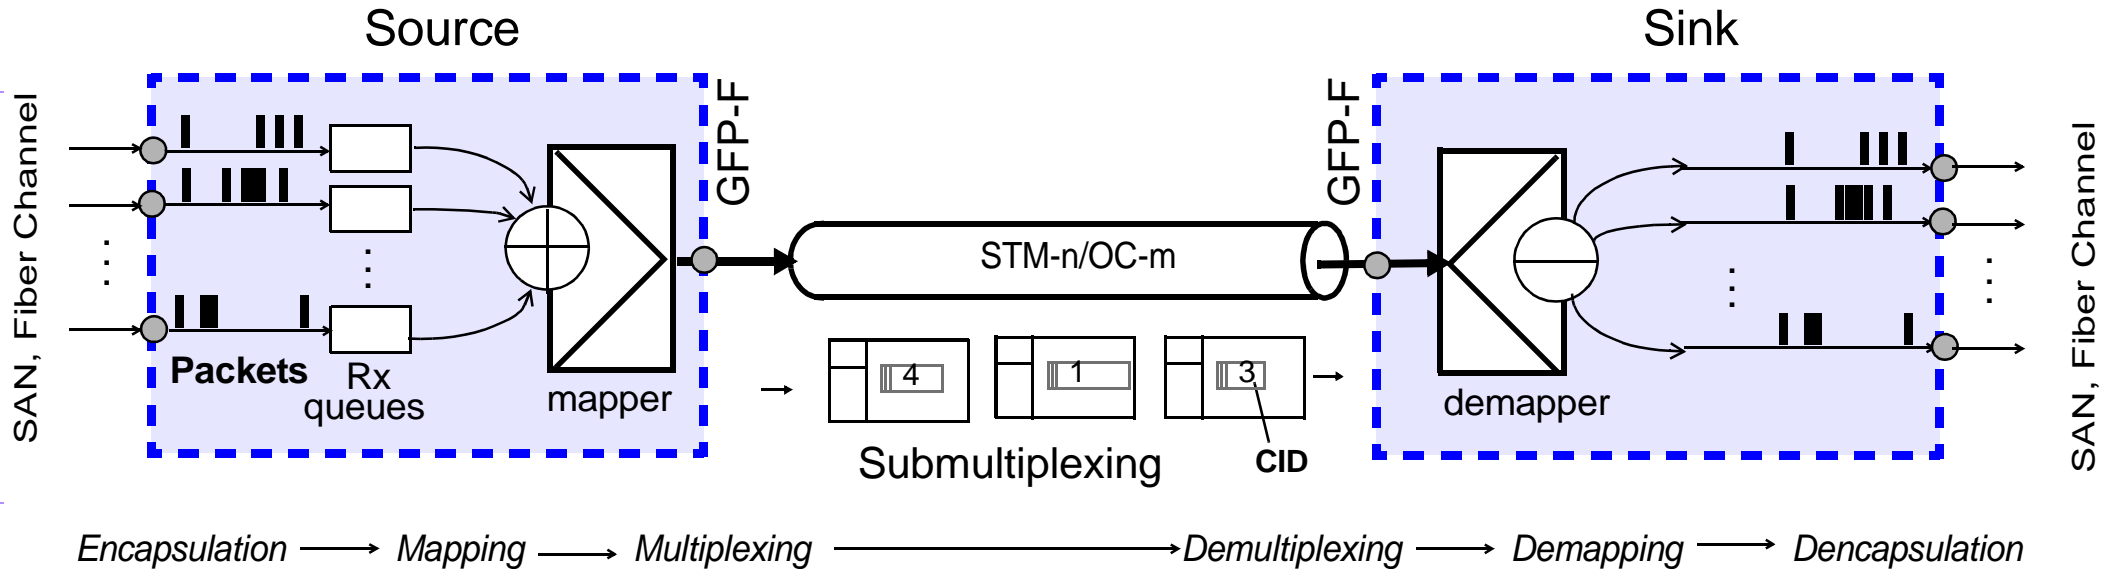 Source
Sink
SAN, Fiber Channel
GFP-F
GFP-F
SAN, Fiber Channel
STM-n/OC-m
Packets
Rx
queues
mapper
4
1
3
demapper
Submultiplexing
CID
Encapsulation
Mapping
Multiplexing
Demultiplexing
Demapping
Dencapsulation